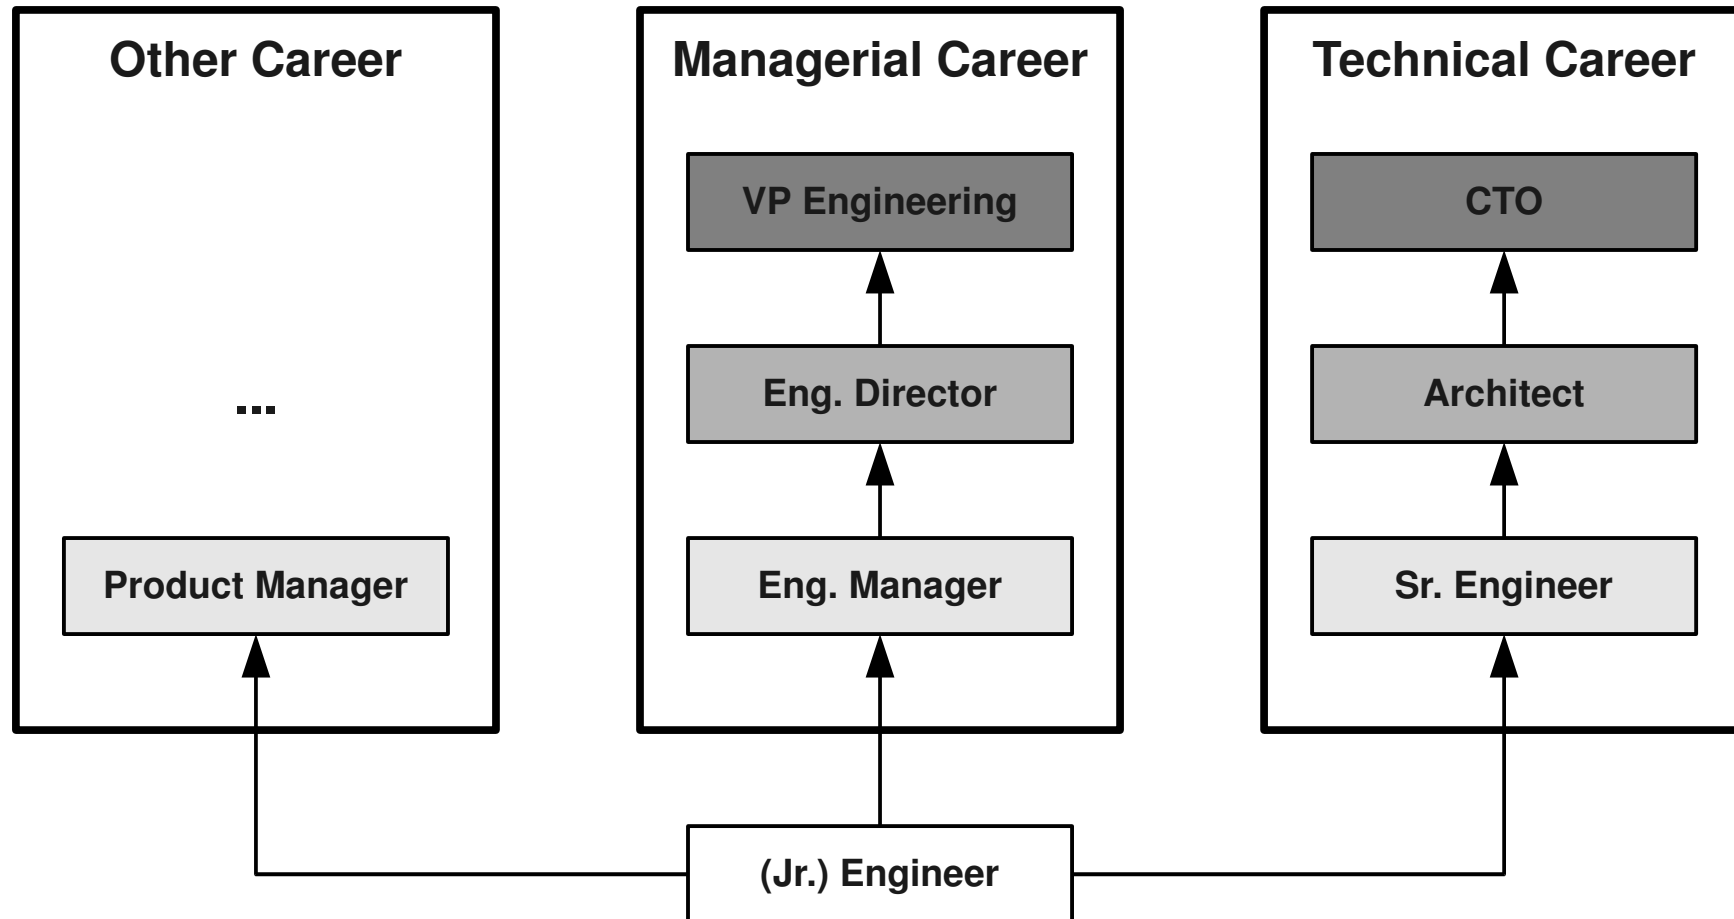 Other Career
Managerial Career
Technical Career
VP Engineering
CTO
...
Eng. Director
Architect
Product Manager
Eng. Manager
Sr. Engineer
(Jr.) Engineer